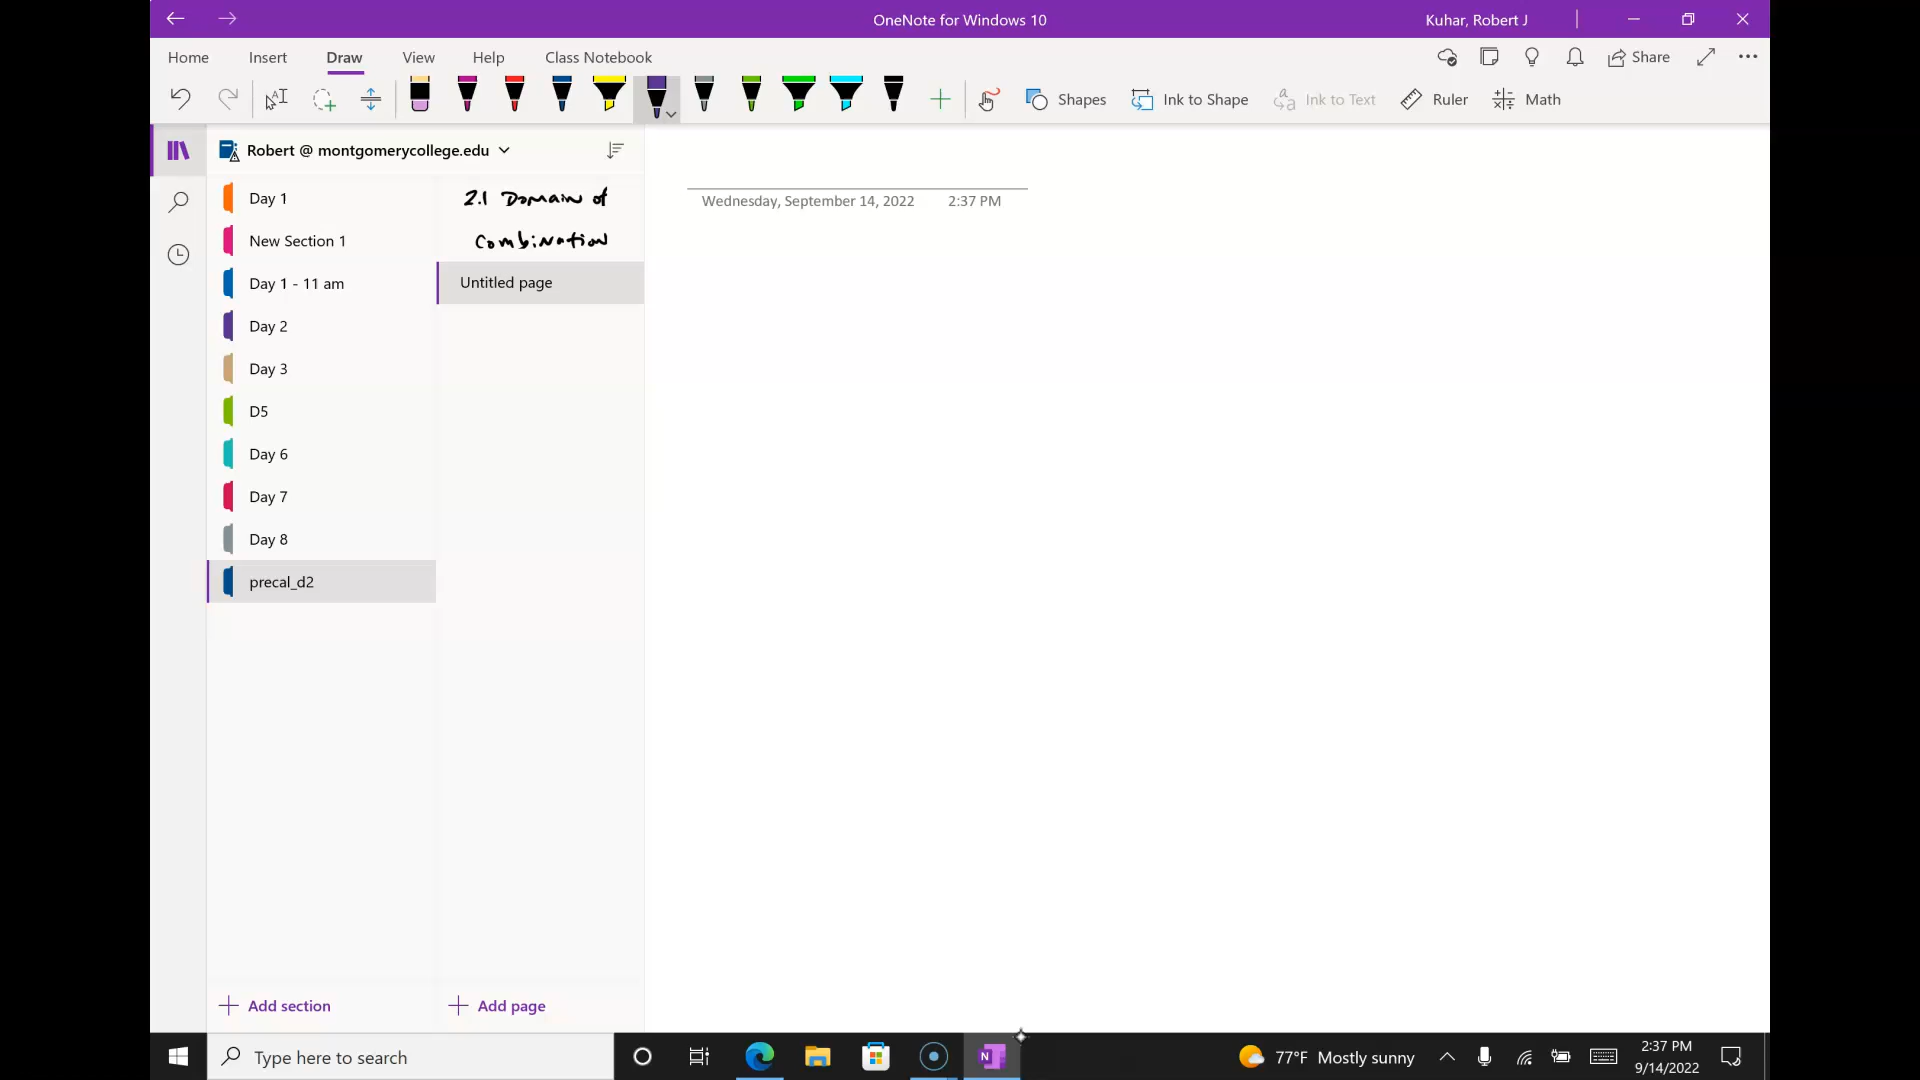 OneNote for Windows 10
Kuhar, Robert J
Home Insert Draw View Help Class Notebook
Share
Shapes Ink to Shape Ink to Text Ruler Math
Robert @ montgomerycollege.edu
Day 1
New Section 1
Day 1 - 11 am
Day 2
Day 3
D5
Day 6
Day 7
Day 8
precal_d2
Add section
2.1 Domain of
Combination
Untitled page
Add page
Wednesday, September 14, 2022 2:37 PM
Type here to search
77°F Mostly sunny
2:37 PM
9/14/2022